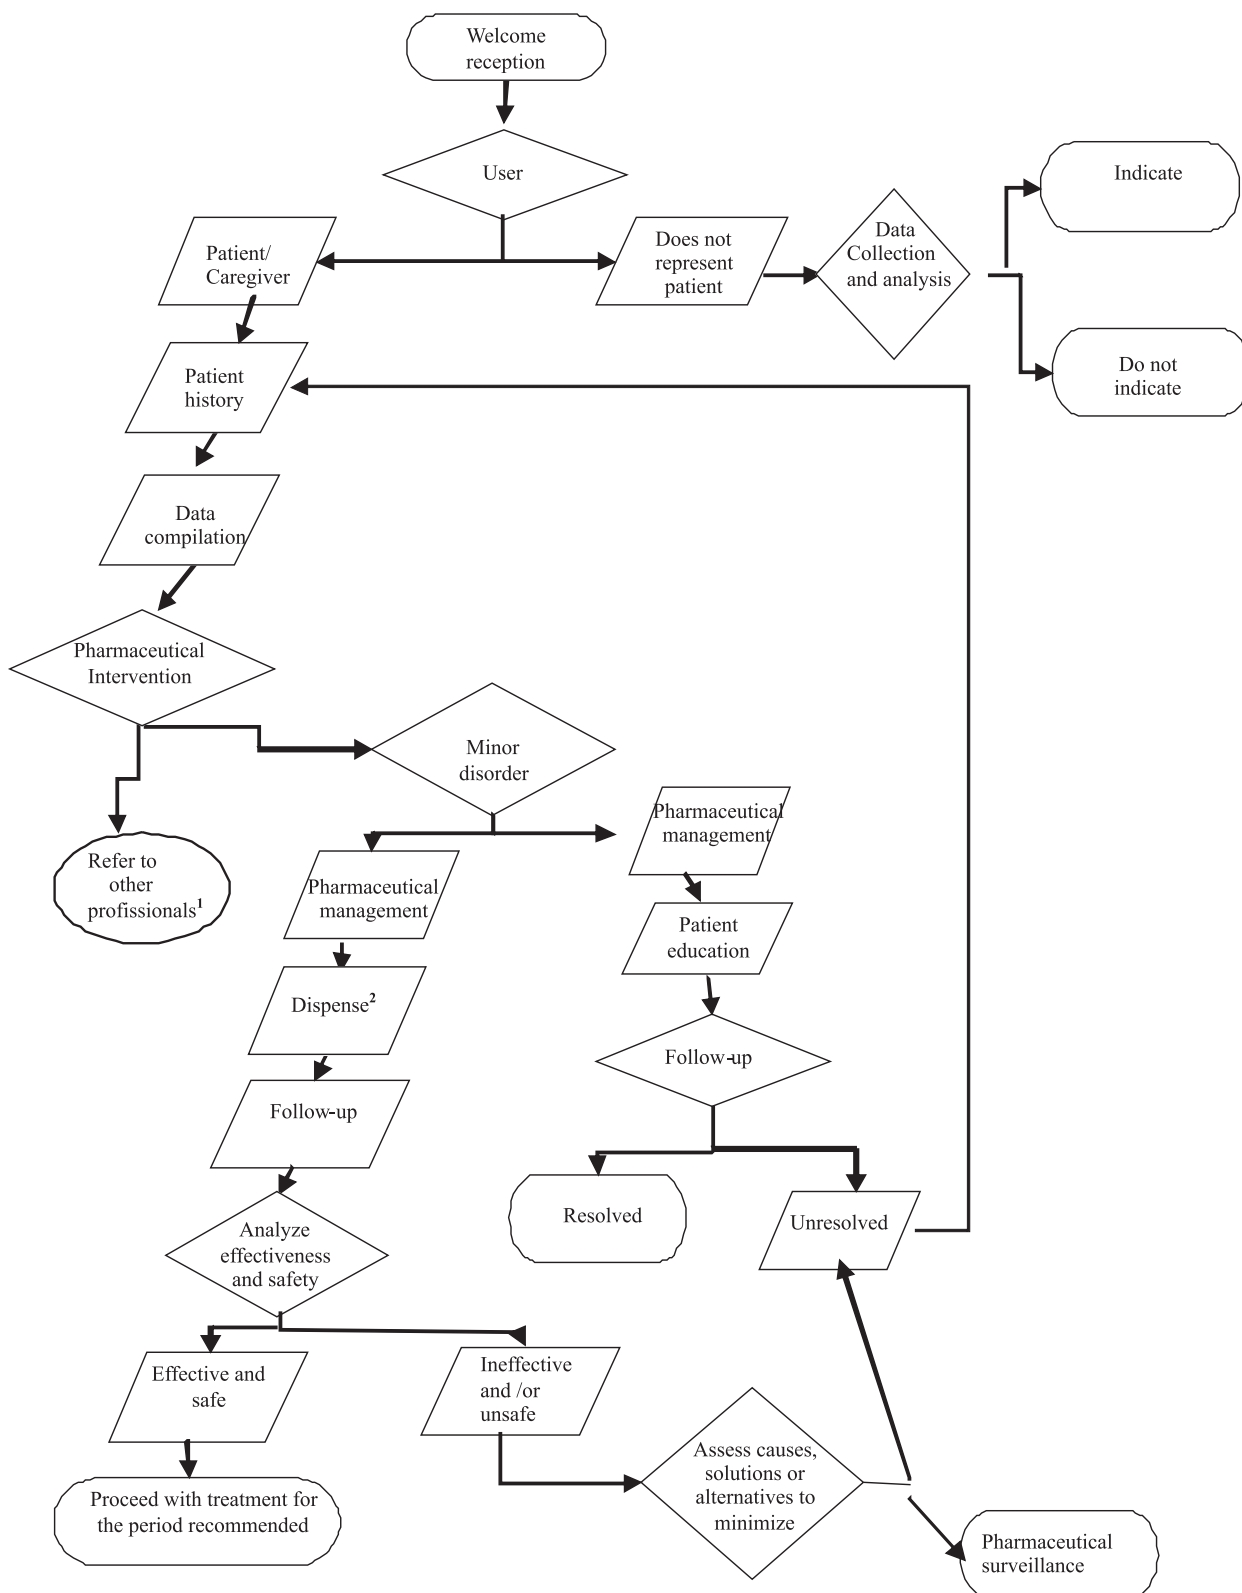 Welcome
reception
User
Indicate
Patient/
Caregiver
Does not
represent
patient
Data
Collection
and analysis
Do not
indicate
Patient
history
Data
compilation
Pharmaceutical
Intervention
Minor
disorder
Pharmaceutical
management
Refer to
other
profissionals¹
Pharmaceutical
management
Patient
education
Dispense²
Follow-up
Follow-up
Resolved
Unresolved
Analyze
effectiveness
and safety
Effective and
safe
Ineffective
and /or
unsafe
Assess causes,
solutions or
alternatives to
minimize
Proceed with treatment for
the period recommended
Pharmaceutical
surveillance